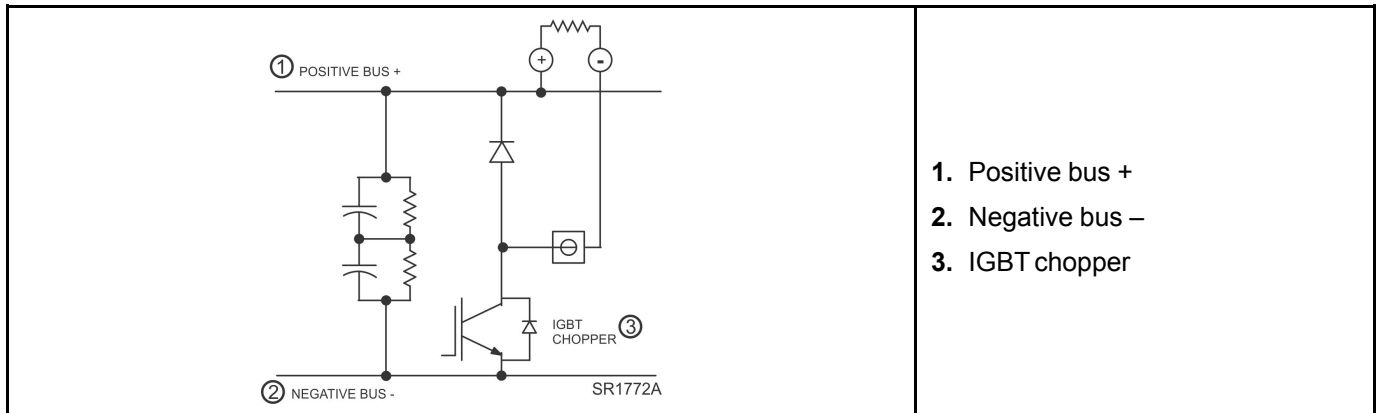 +
-
① POSITIVE BUS +
IGBT
CHOPPER ③
② NEGATIVE BUS -
SR1772A
1. Positive bus +
2. Negative bus –
3. IGBT chopper